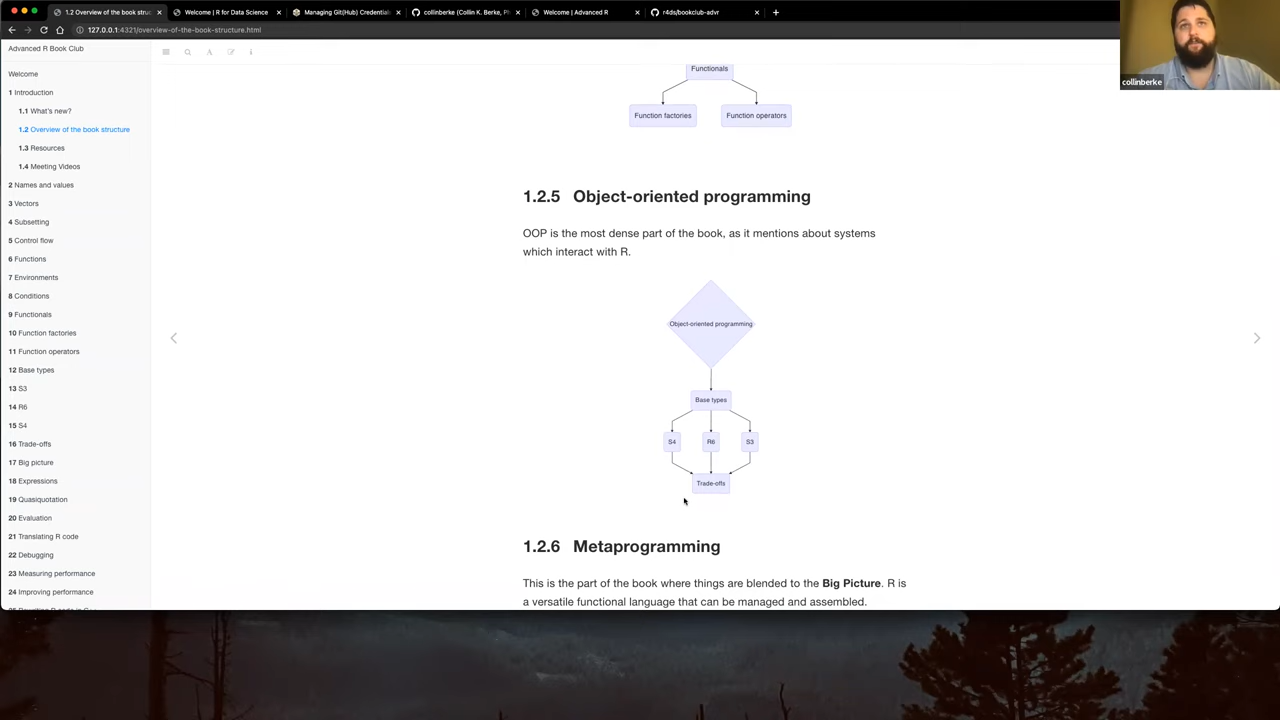 1.2 Overview of the book struc
Welcome | R for Data Science
Managing Git(Hub) Credential
collinberke (Collin K. Berke, Ph
Welcome | Advanced R
r4ds/bookclub-advr
127.0.0.1:4321/overview-of-the-book-structure.html
collinberke
Advanced R Book Club
Welcome
1 Introduction
1.1 What's new?
1.2 Overview of the book structure
1.3 Resources
1.4 Meeting Videos
2 Names and values
3 Vectors
4 Subsetting
5 Control flow
6 Functions
7 Environments
8 Conditions
9 Functionals
10 Function factories
11 Function operators
12 Base types
13 S3
14 R6
15 S4
16 Trade-offs
17 Big picture
18 Expressions
19 Quasiquotation
20 Evaluation
21 Translating R code
22 Debugging
23 Measuring performance
24 Improving performance
Functionals
Function factories
Function operators
1.2.5 Object-oriented programming
OOP is the most dense part of the book, as it mentions about systems
which interact with R.
Object-oriented programming
Base types
S4
R6
S3
Trade-offs
1.2.6 Metaprogramming
This is the part of the book where things are blended to the Big Picture. R is
a versatile functional language that can be managed and assembled.